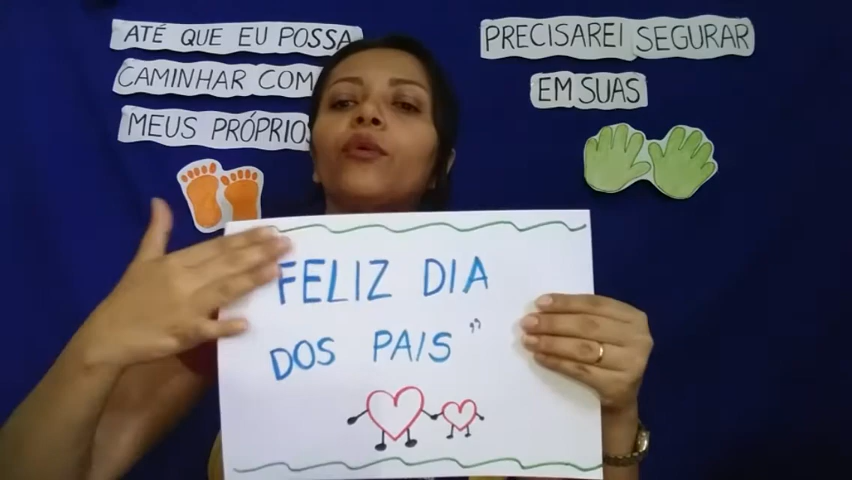 ATÉ QUE EU POSSA
CAMINHAR COM
MEUS PRÓPRIOS
PRECISAREI SEGURAR
EM SUAS
FELIZ DIA
DOS PAIS"